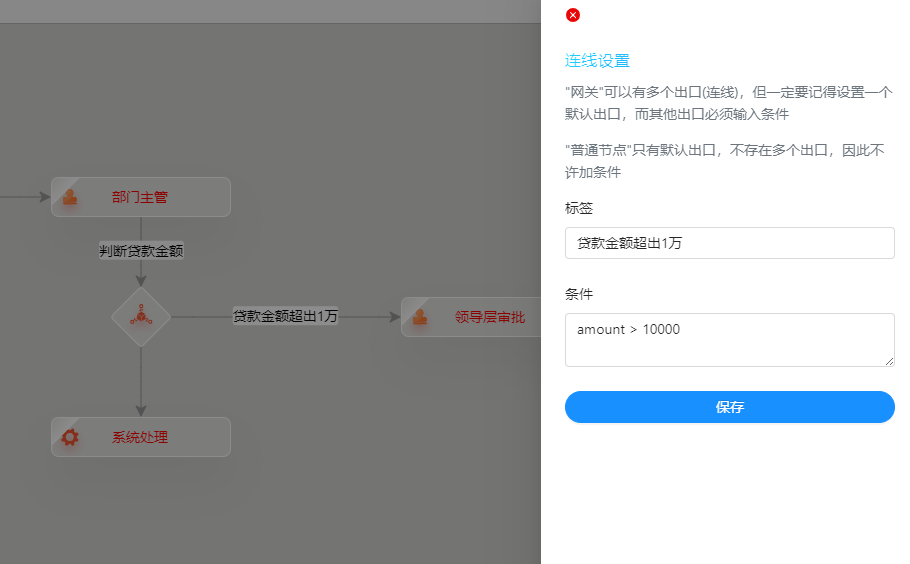 部门主管
判断贷款金额
贷款金额超出1万
领导层审批
系统处理
连线设置
"网关"可以有多个出口(连线)，但一定要记得设置一个
默认出口，而其他出口必须输入条件
"普通节点"只有默认出口，不存在多个出口，因此不
许加条件
标签
贷款金额超出1万
条件
amount > 10000
保存